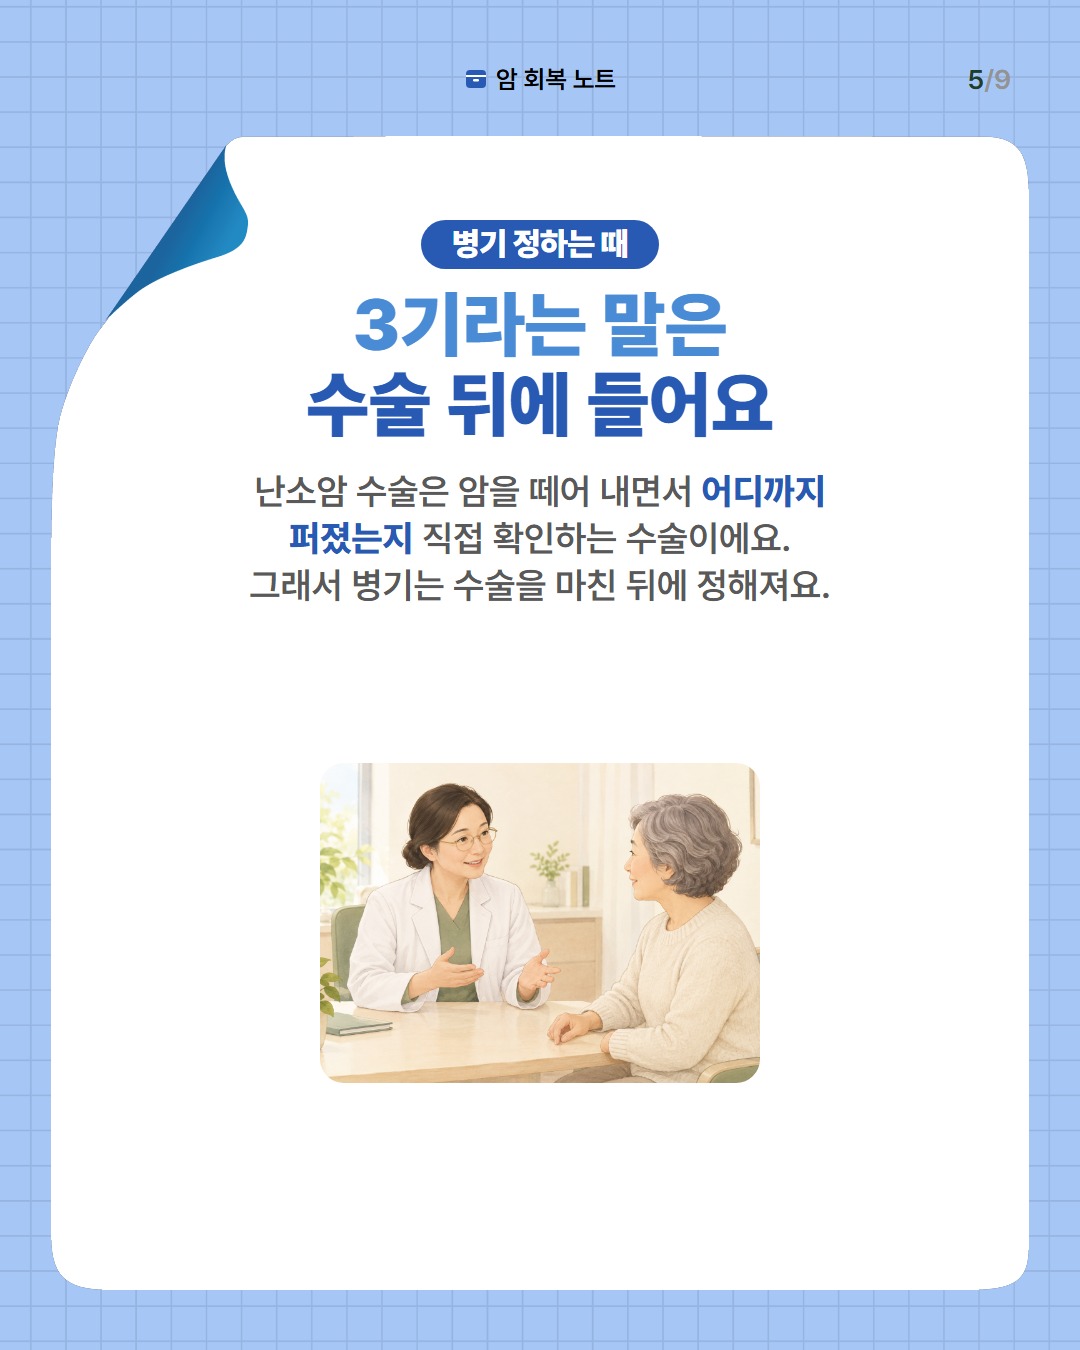 암 회복 노트
5/9
병기 정하는 때
3기라는 말은
수술 뒤에 들어요
난소암 수술은 암을 떼어 내면서 어디까지
퍼졌는지 직접 확인하는 수술이에요.
그래서 병기는 수술을 마친 뒤에 정해져요.